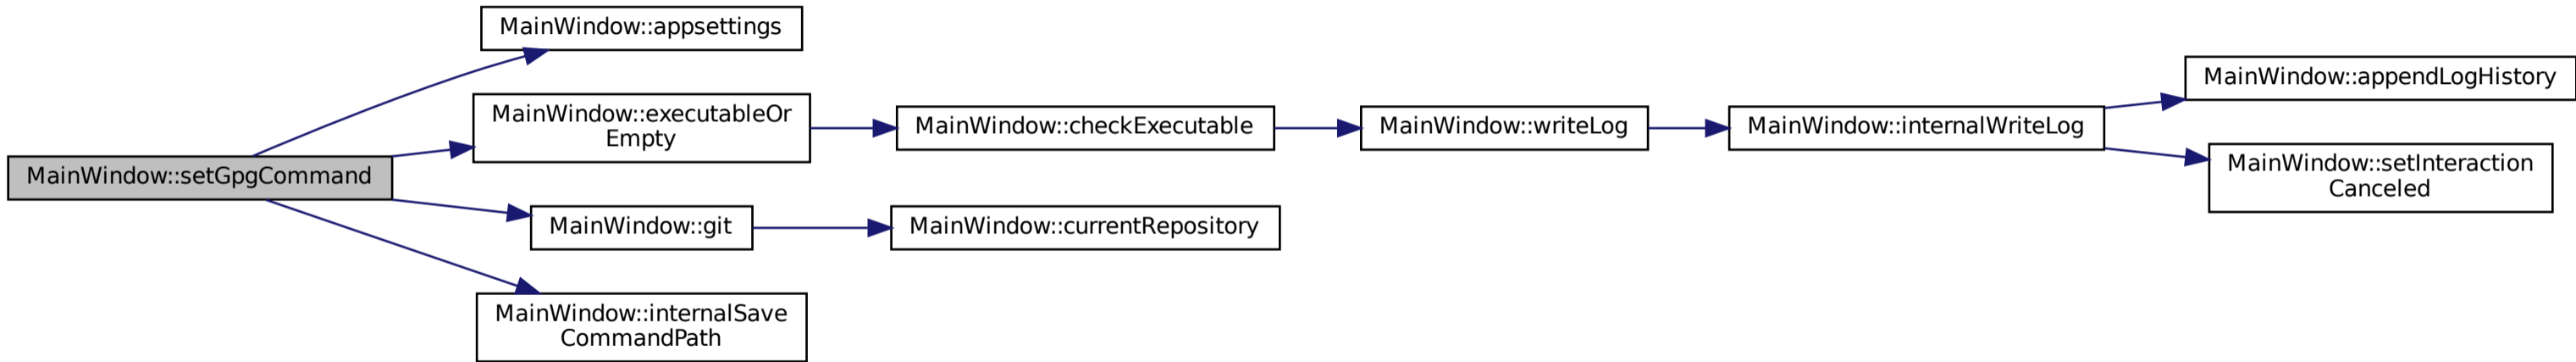 MainWindow::setGpgCommand
MainWindow::appsettings
MainWindow::executableOr
Empty
MainWindow::checkExecutable
MainWindow::writeLog
MainWindow::internalWriteLog
MainWindow::appendLogHistory
MainWindow::setInteraction
Canceled
MainWindow::git
MainWindow::currentRepository
MainWindow::internalSave
CommandPath